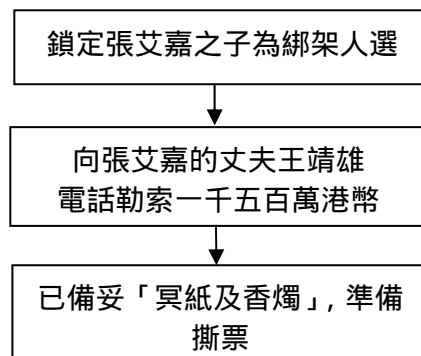 鎖定張艾嘉之子為綁架人選
向張艾嘉的丈夫王靖雄
電話勒索一千五百萬港幣
已備妥「冥紙及香燭」, 準備
撕票